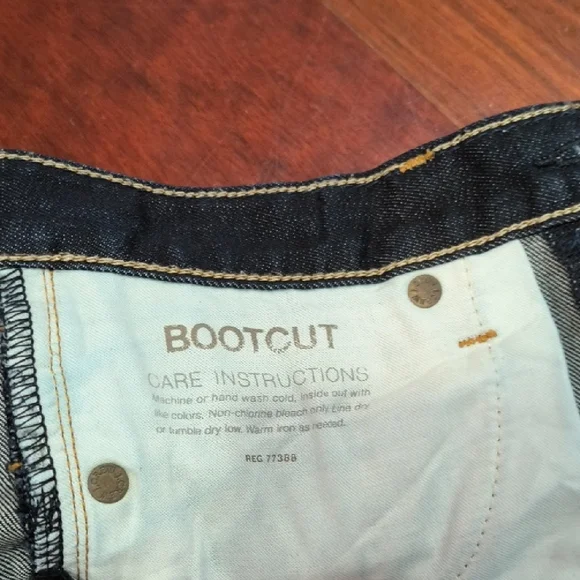 BOOTCUT
CARE INSTRUCTIONS
Machine or hand wash cold, inside out with
like colors. Non-chlorine bleach only. Line dry
or tumble dry low. Warm iron as needed.
REG 77388